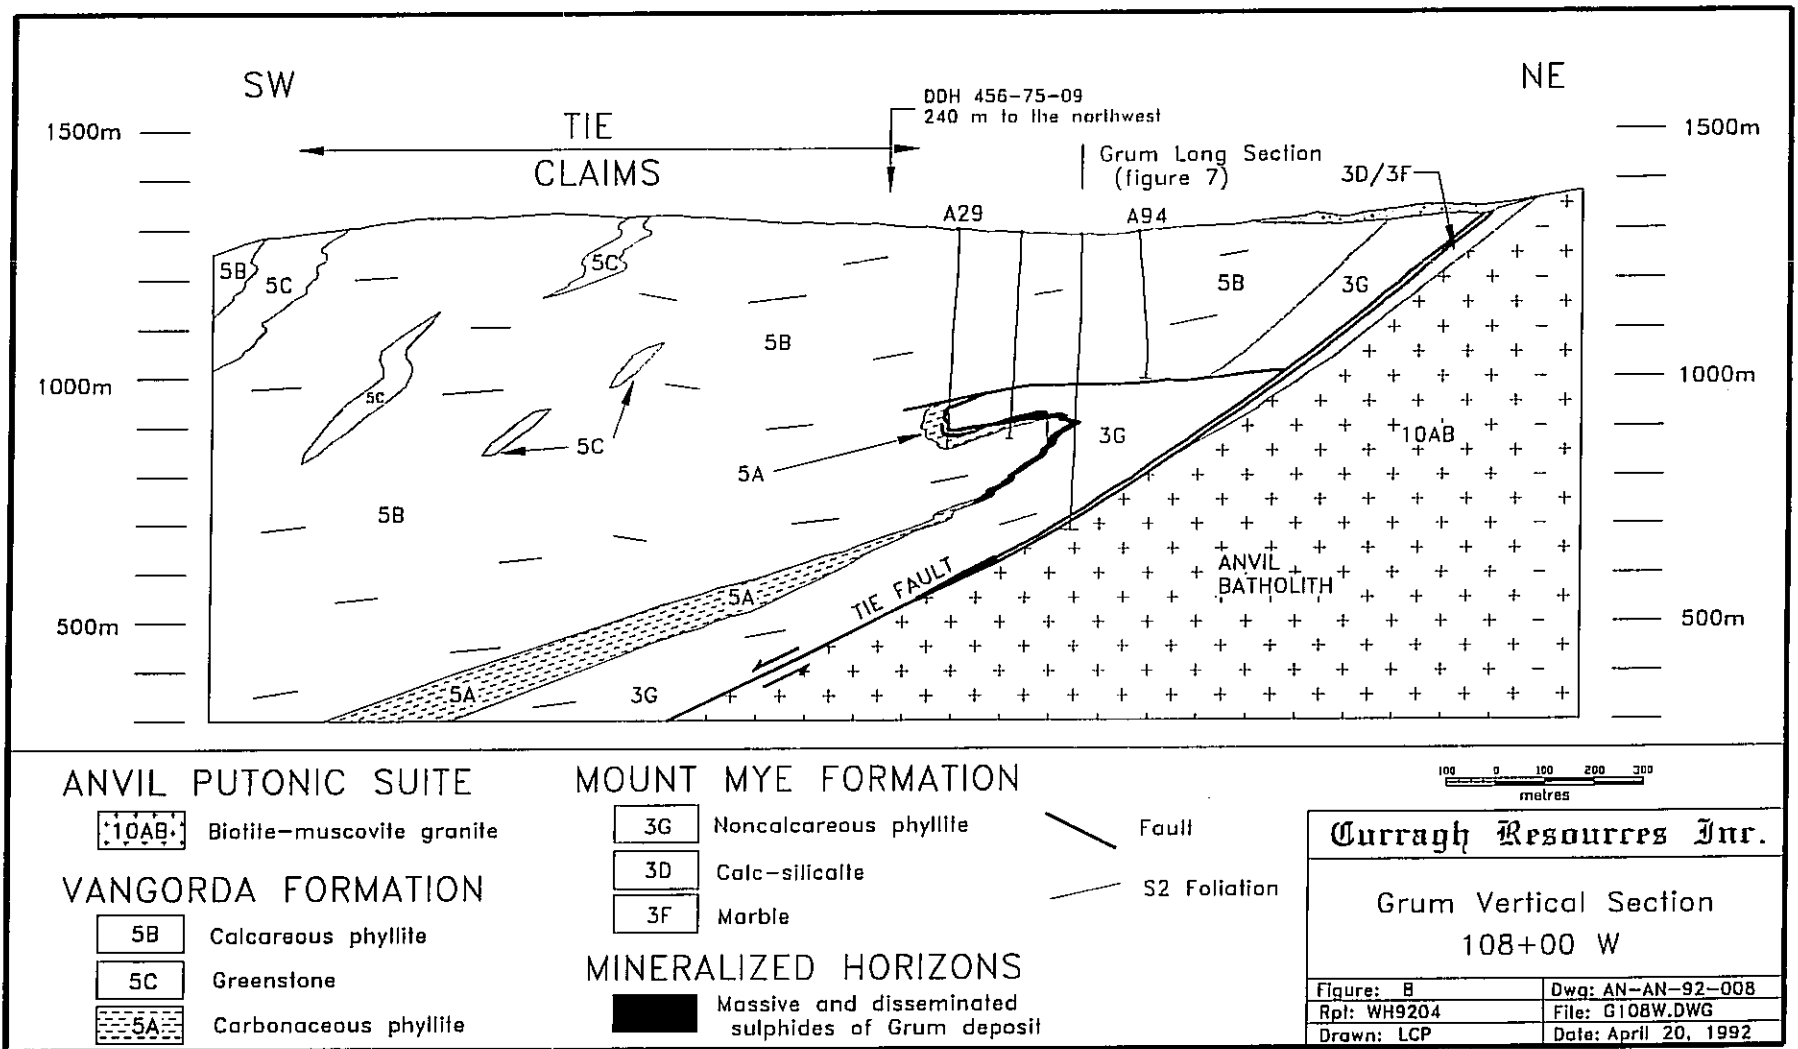 SW
NE
DDH 456-75-09
240 m to the northwest
1500m
TIE
CLAIMS
1500m
Grum Long Section
(figure 7)
3D/3F
A29
A94
5B
5C
5C
5B
3G
5B
1000m
1000m
5C
5C
3G
10AB
5A
5B
ANVIL
BATHOLITH
TIE FAULT
5A
500m
500m
5A
3G
ANVIL PUTONIC SUITE
10AB
Biotite-muscovite granite
VANGORDA FORMATION
5B
Calcareous phyllite
5C
Greenstone
5A
Carbonaceous phyllite
MOUNT MYE FORMATION
3G
Noncalcareous phyllite
3D
Calc-silicaite
3F
Marble
MINERALIZED HORIZONS
Massive and disseminated
sulphides of Grum deposit
Fault
S2 Foliation
100 0 100 200 300
metres
Curragh Resources Inc.
Grum Vertical Section
108+00 W
Figure: 8
Dwg: AN-AN-92-008
Rpt: WH9204
File: G108W.DWG
Drawn: LCP
Date: April 20, 1992